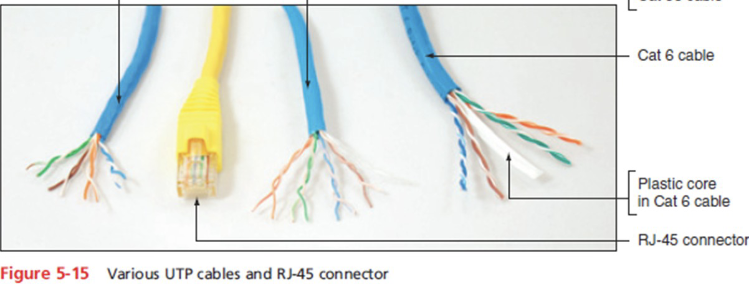 Cat 6 cable
Plastic core
in Cat 6 cable
RJ-45 connector
Figure 5-15 Various UTP cables and RJ-45 connector